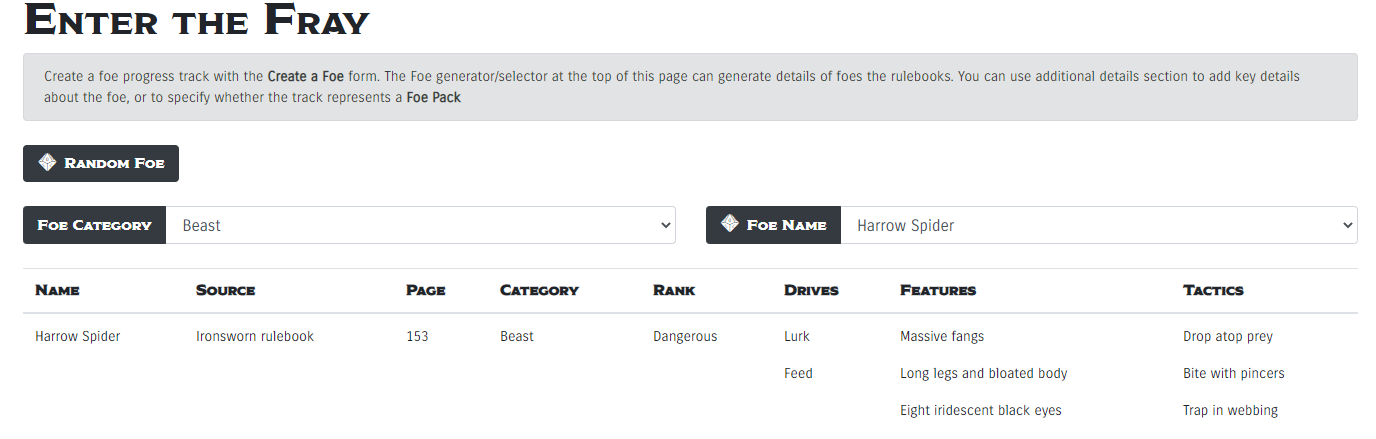 Enter the Fray
Create a foe progress track with the Create a Foe form. The Foe generator/selector at the top of this page can generate details of foes the rulebooks. You can use additional details section to add key details
about the foe, or to specify whether the track represents a Foe Pack
Random Foe
Foe Category Beast Foe Name Harrow Spider
Name Source Page Category Rank Drives Features Tactics
Harrow Spider Ironsworn rulebook 153 Beast Dangerous Lurk Massive fangs Drop atop prey
Feed Long legs and bloated body Bite with pincers
Eight iridescent black eyes Trap in webbing